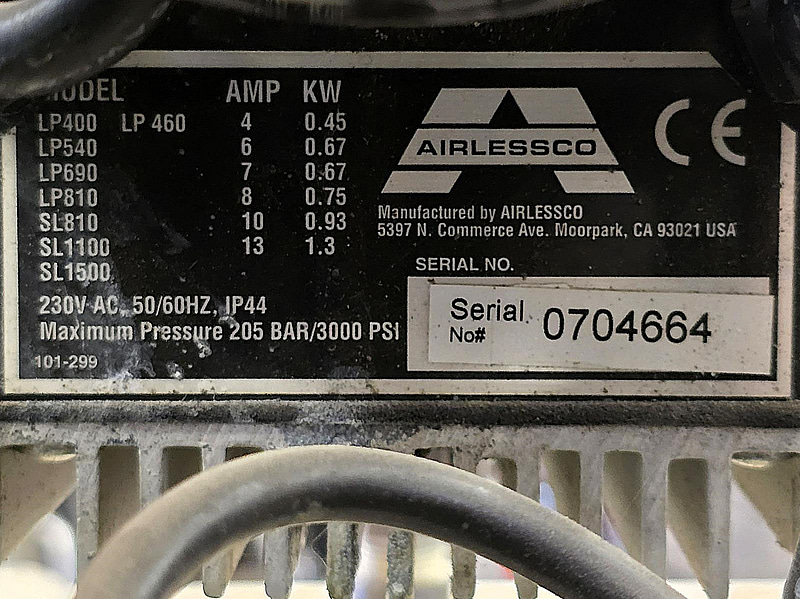 MODEL AMP KW
LP400 LP 460 4 0.45
LP540 6 0.67
LP690 7 0.67
LP810 8 0.75
SL810 10 0.93
SL1100 13 1.3
SL1500
230V AC, 50/60HZ, IP44
Maximum Pressure 205 BAR/3000 PSI
101-299
AIRLESSCO
CE
Manufactured by AIRLESSCO
5397 N. Commerce Ave. Moorpark, CA 93021 USA
SERIAL NO.
Serial No# 0704664